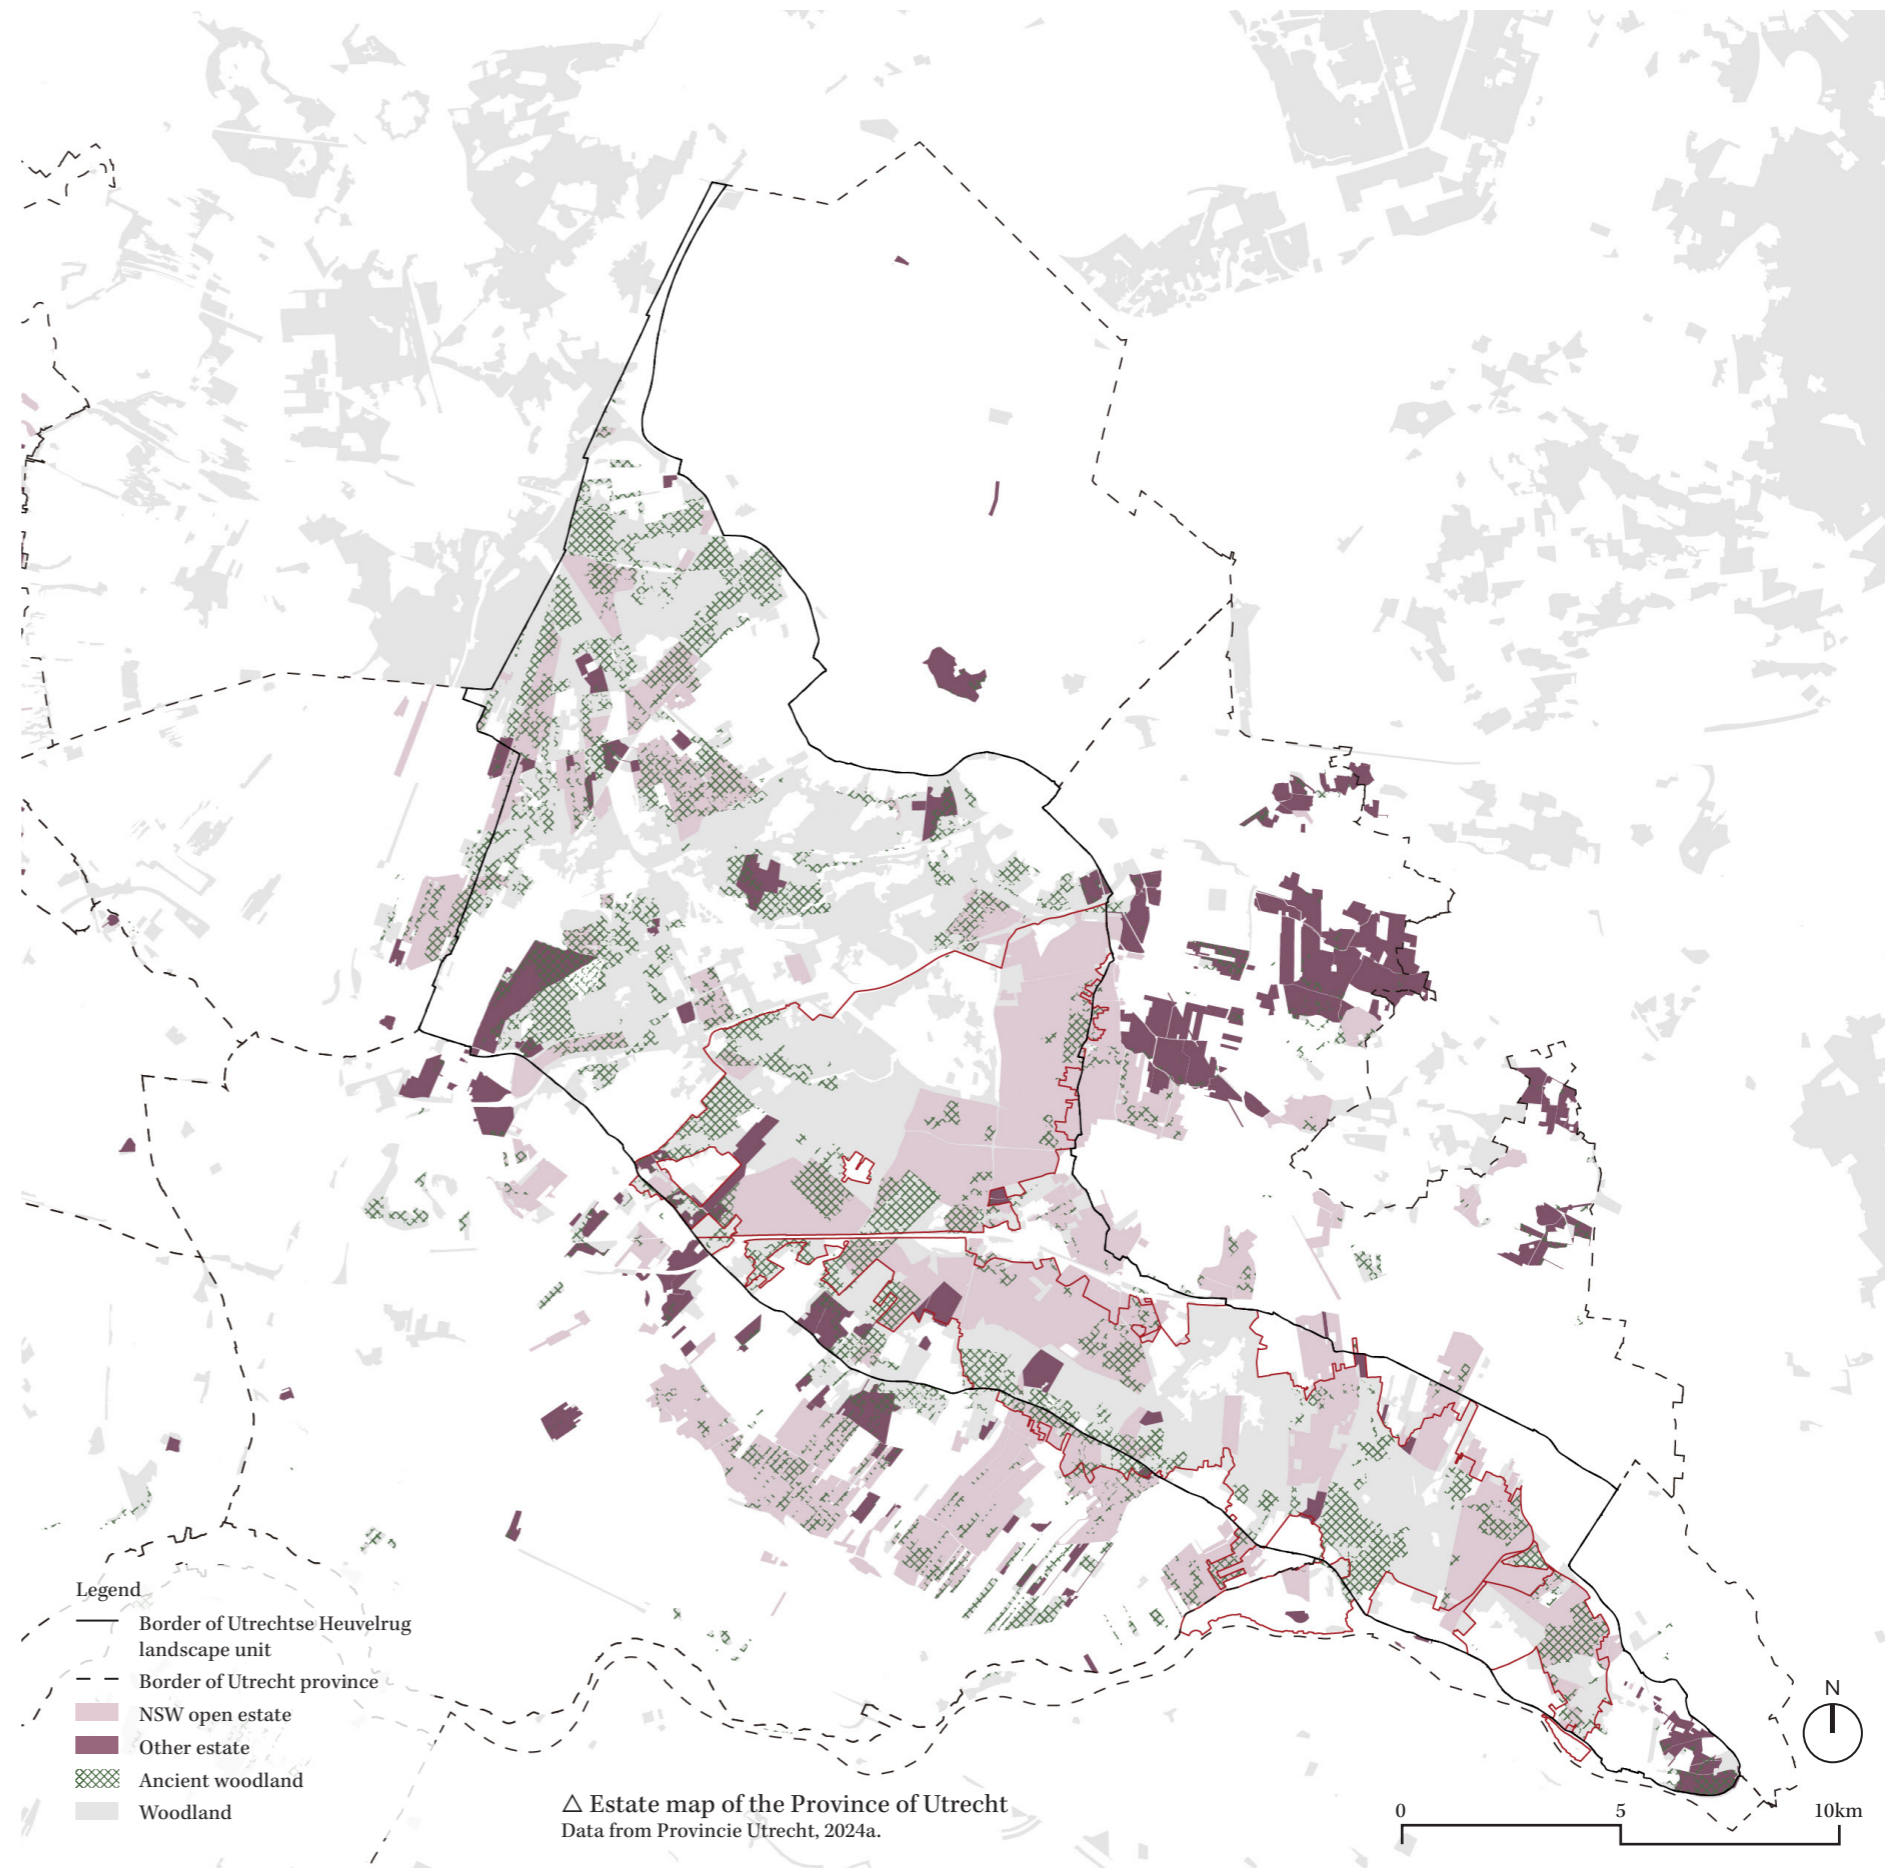 Legend
Border of Utrechtse Heuvelrug
landscape unit
Border of Utrecht province
NSW open estate
Other estate
Ancient woodland
Woodland
△ Estate map of the Province of Utrecht
Data from Provincie Utrecht, 2024a.
N
0 5 10km